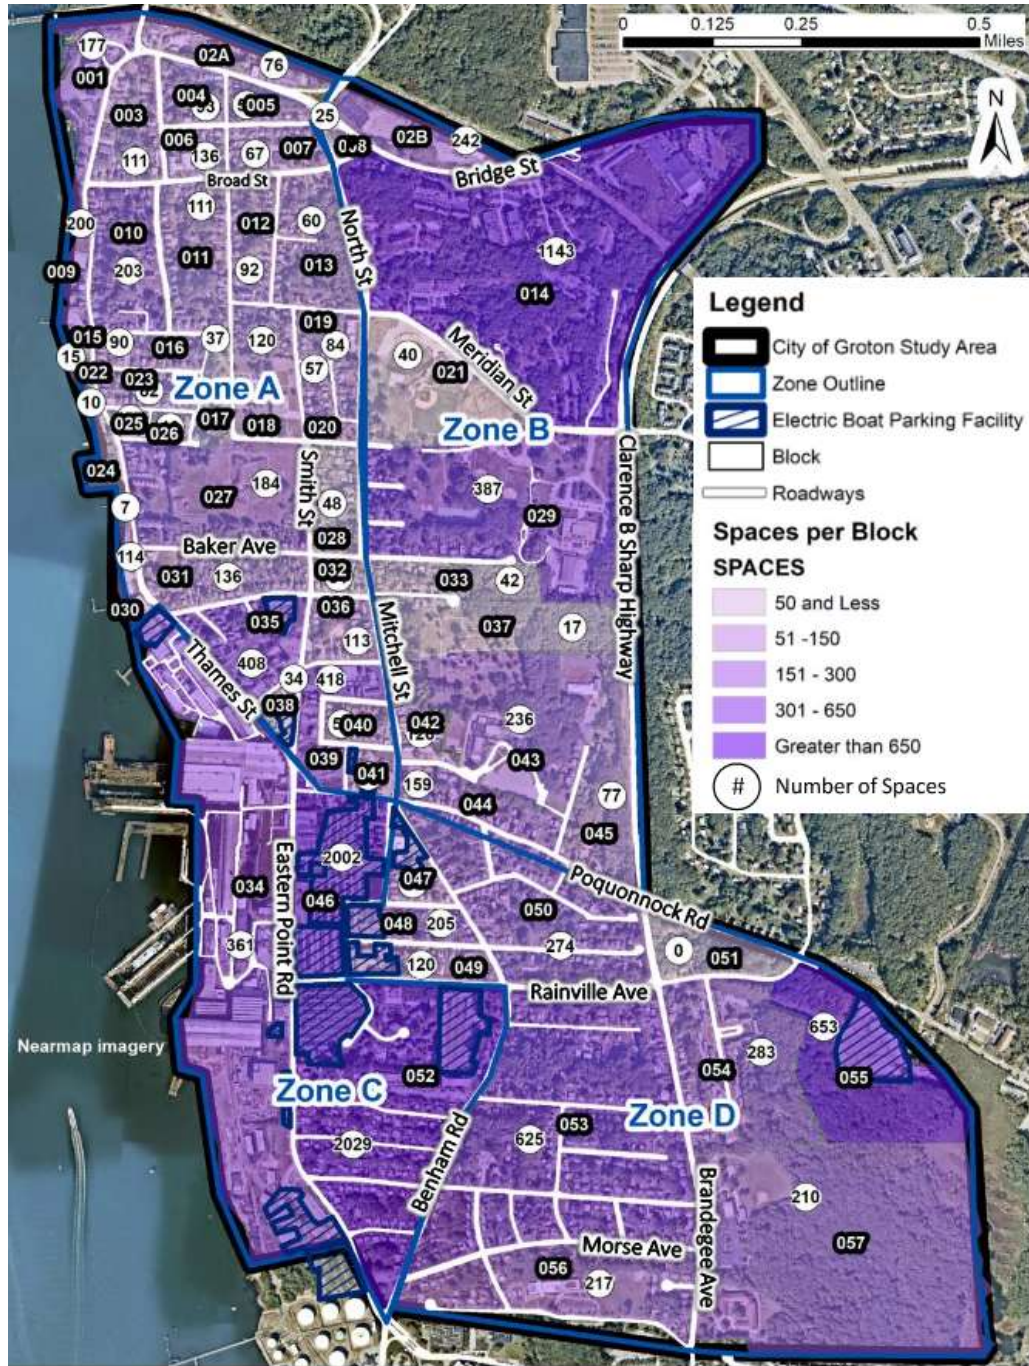 0 0.125 0.25 0.5
Miles
N
177
001
02A
76
004
005
003
25
02B
242
006
007
111
136
67
Bridge St
Broad St
200
111
60
010
012
North St
1143
011
009
203
92
013
014
Legend
City of Groton Study Area
Zone Outline
Electric Boat Parking Facility
Block
Roadways
Spaces per Block
SPACES
50 and Less
51 -150
151 - 300
301 - 650
Greater than 650
# Number of Spaces
019
015
90
016
37
120
84
40
Meridian St
15
022
023
57
021
Zone A
10
025
026
017
018
020
Zone B
Clarence B Sharp Highway
024
027
184
Smith St
48
387
029
7
028
Baker Ave
114
031
136
032
033
42
030
035
036
037
17
113
Mitchell St
Thames St
408
34
418
038
040
042
236
039
041
043
159
044
77
045
Eastern Point Rd
2002
Poquonnock Rd
034
046
047
048
205
050
361
274
0
051
120
049
Rainville Ave
Nearmap imagery
653
283
052
054
055
Zone C
Zone D
053
2029
625
Benham Rd
Brandegee Ave
210
057
Morse Ave
056
217